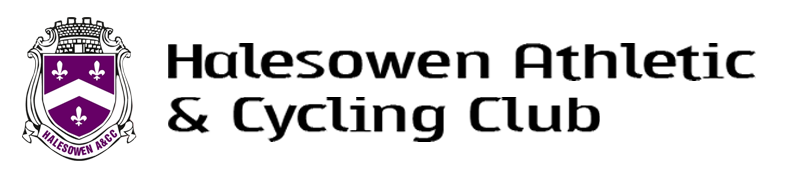 HALESOWEN A&CC
Halesowen Athletic
& Cycling Club